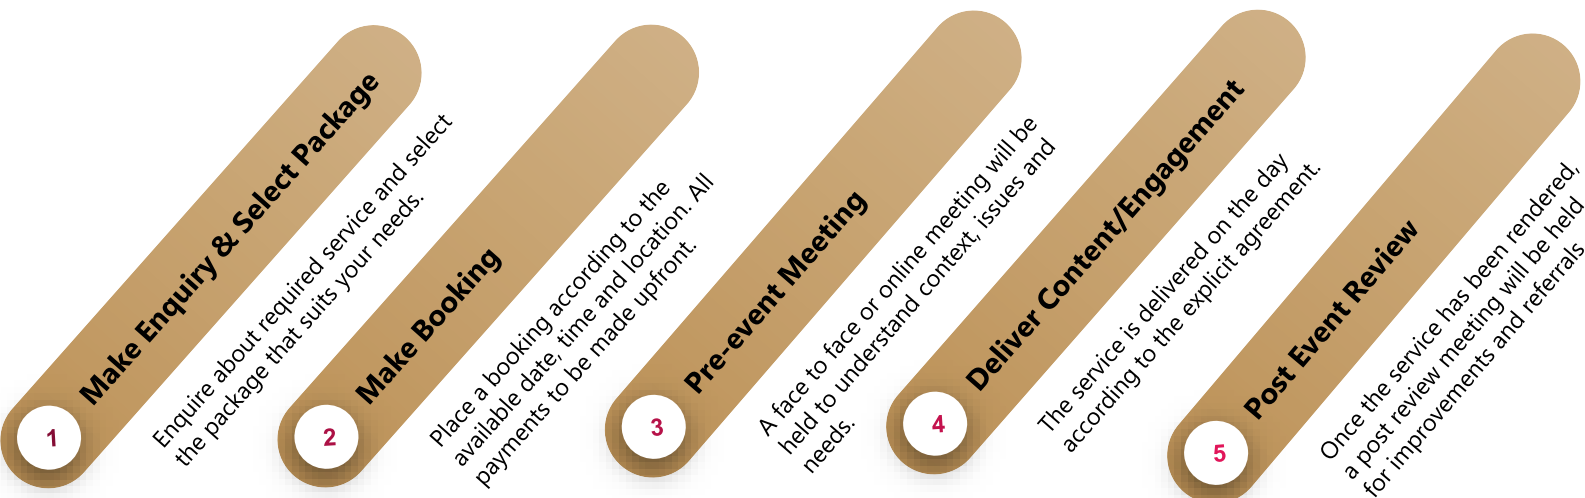 1
Make Enquiry & Select Package
Enquire about required service and select
the package that suits your needs.
2
Make Booking
Place a booking according to the
available date, time and location. All
payments to be made upfront.
3
Pre-event Meeting
A face to face or online meeting will be
held to understand context, issues and
needs.
4
Deliver Content/Engagement
The service is delivered on the day
according to the explicit agreement.
5
Post Event Review
Once the service has been rendered,
a post review meeting will be held
for improvements and referrals